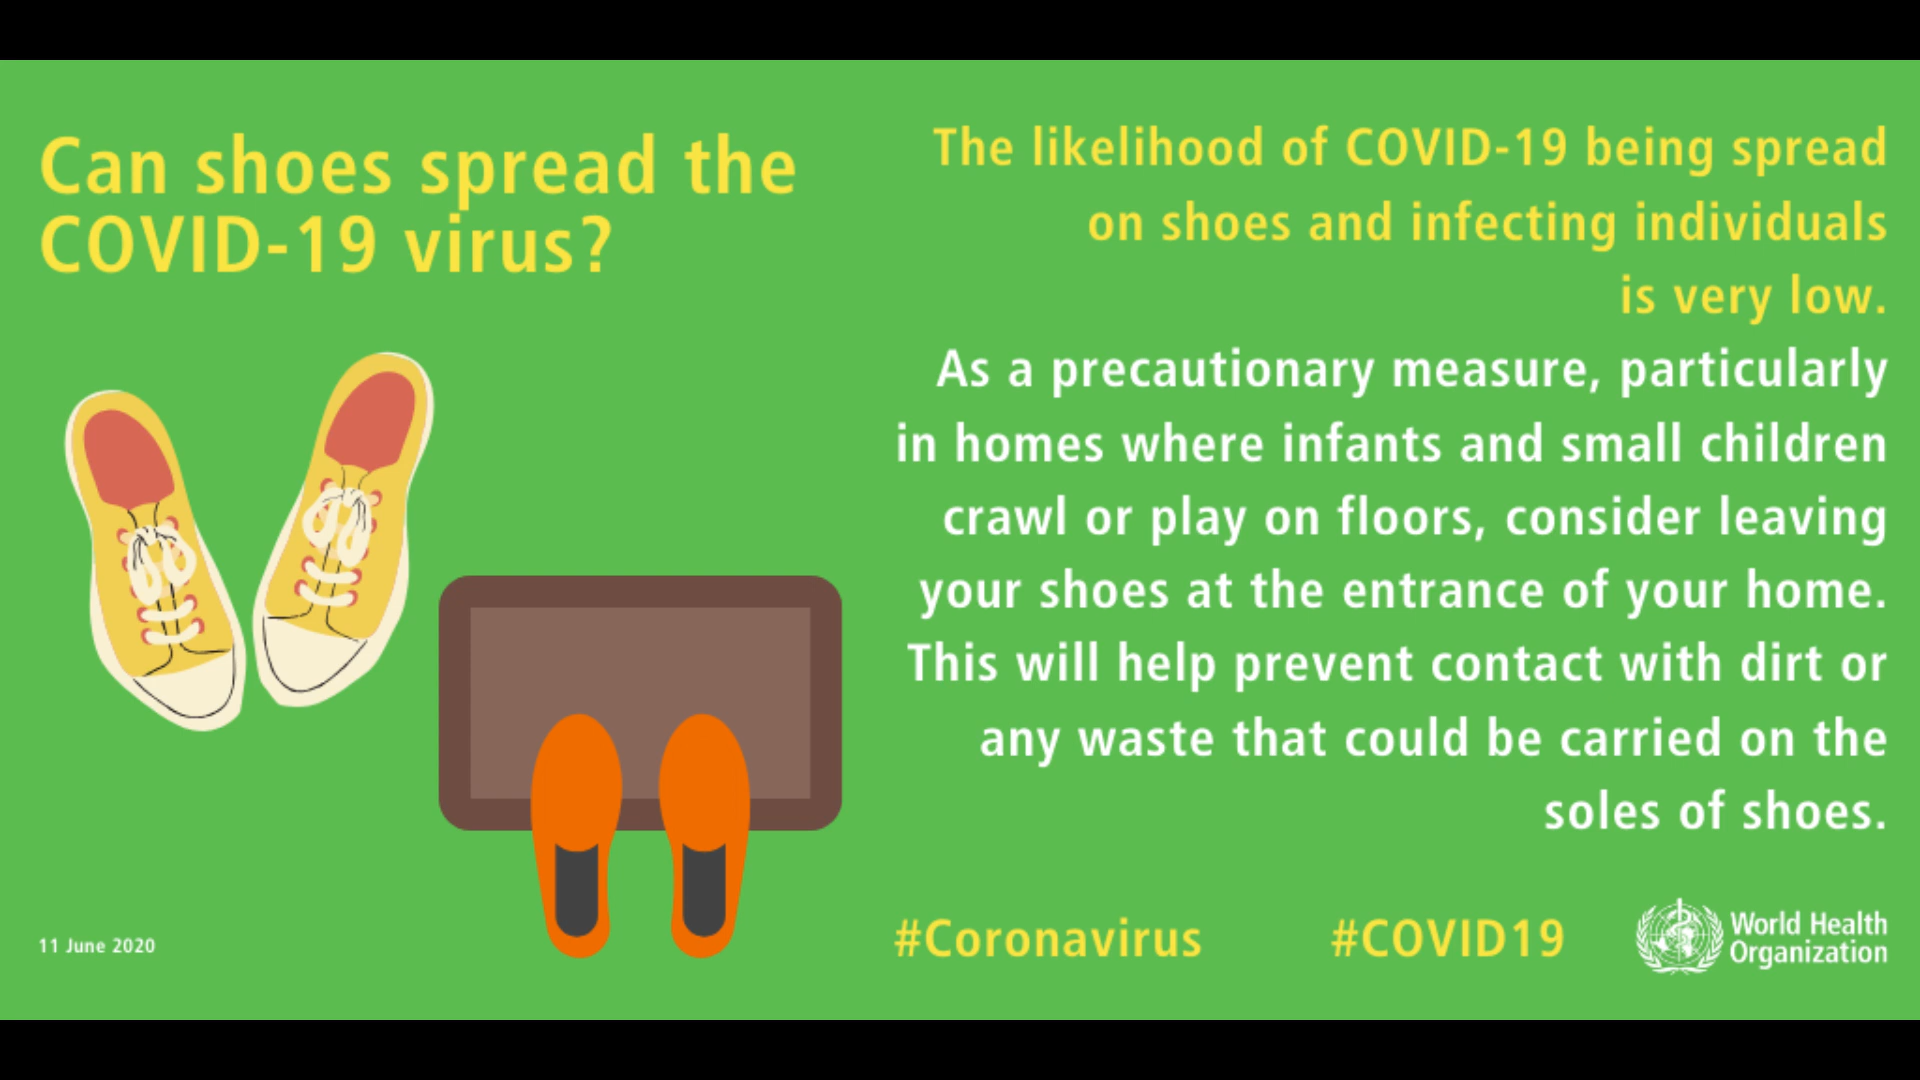 Can shoes spread the
COVID-19 virus?
The likelihood of COVID-19 being spread
on shoes and infecting individuals
is very low.
As a precautionary measure, particularly
in homes where infants and small children
crawl or play on floors, consider leaving
your shoes at the entrance of your home.
This will help prevent contact with dirt or
any waste that could be carried on the
soles of shoes.
11 June 2020
#Coronavirus #COVID19
World Health
Organization